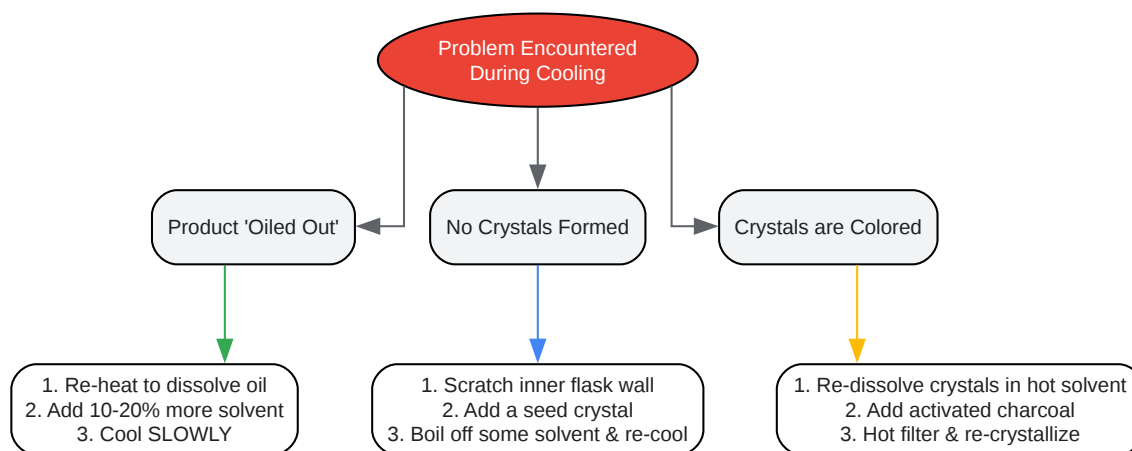 Problem Encountered
During Cooling
Product 'Oiled Out'
No Crystals Formed
Crystals are Colored
1. Re-heat to dissolve oil
2. Add 10-20% more solvent
3. Cool SLOWLY
1. Scratch inner flask wall
2. Add a seed crystal
3. Boil off some solvent & re-cool
1. Re-dissolve crystals in hot solvent
2. Add activated charcoal
3. Hot filter & re-crystallize